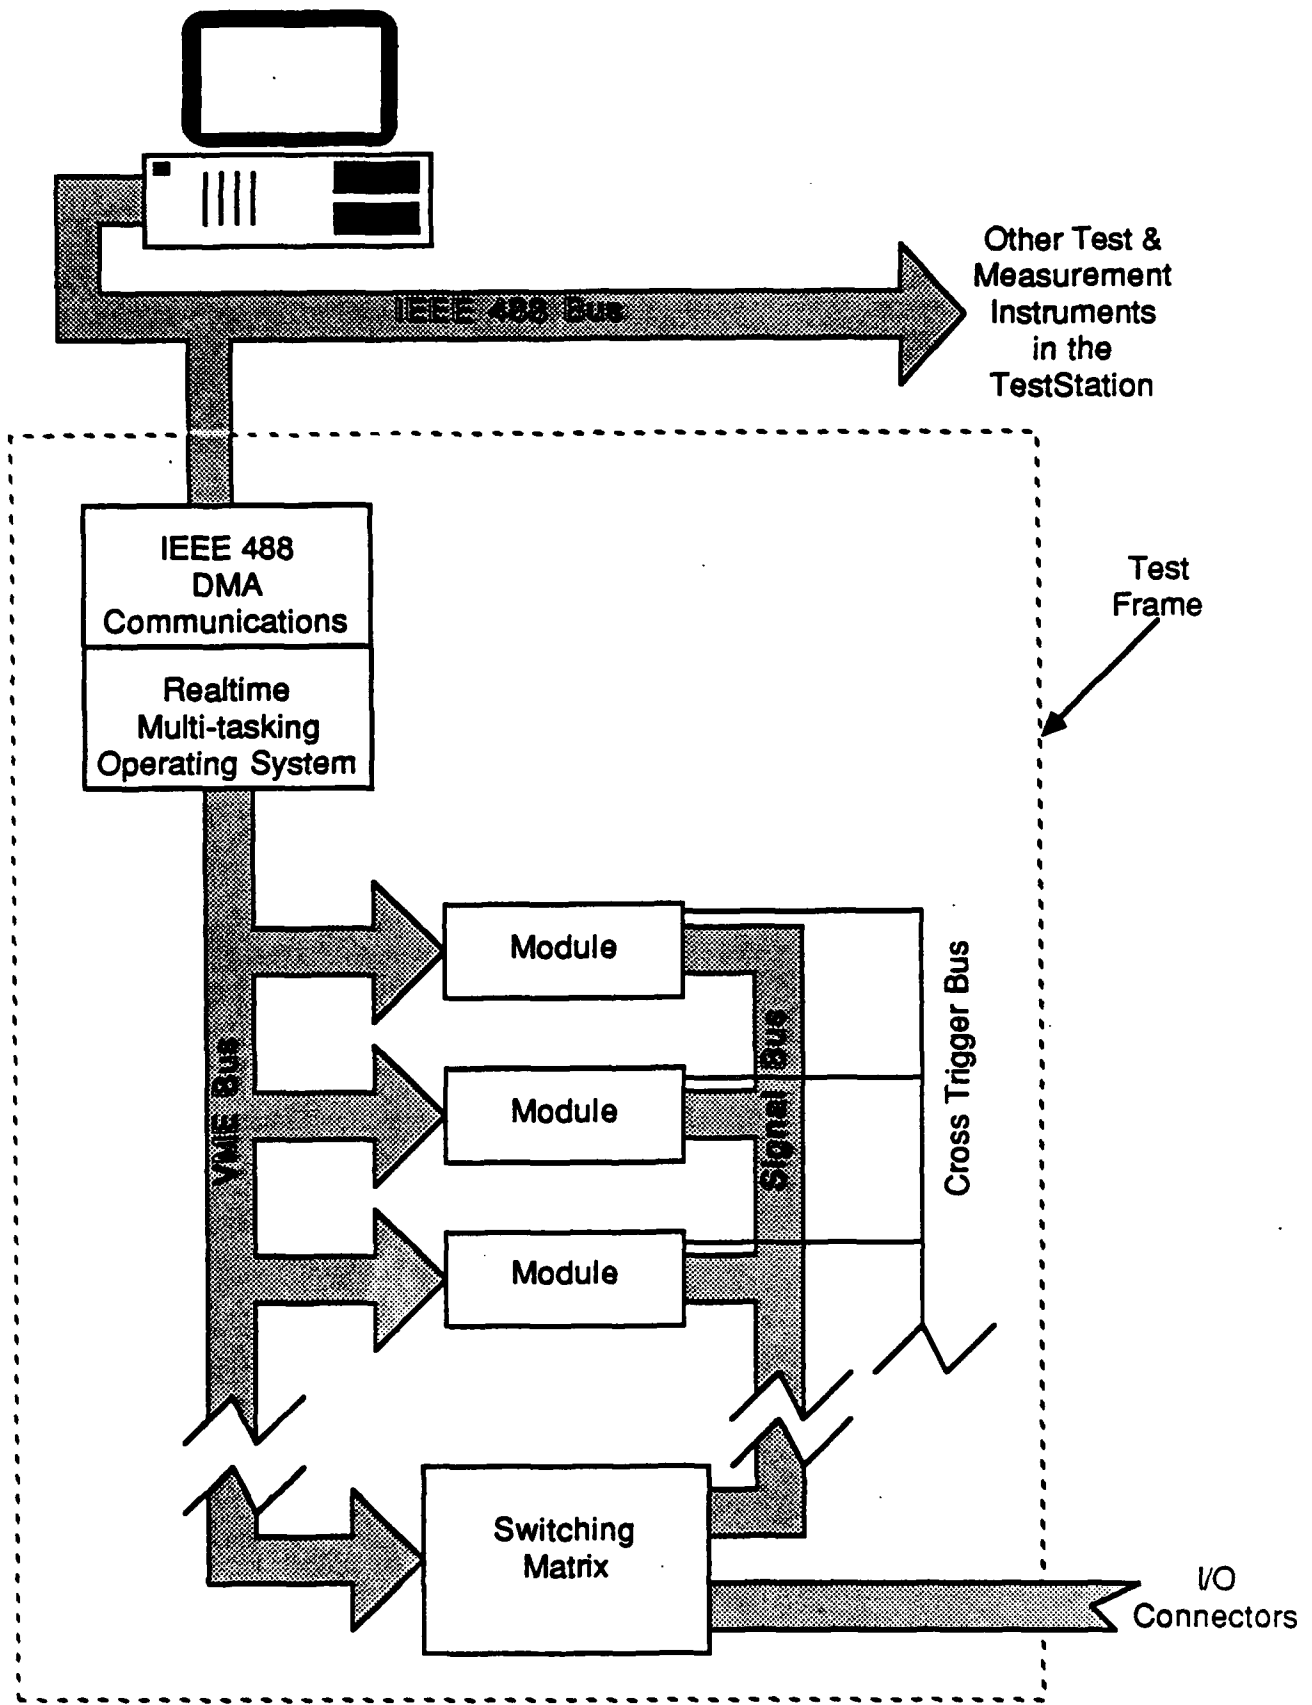 Other Test &
Measurement
Instruments
in the
TestStation
IEEE 488 Bus
IEEE 488
DMA
Communications
Test
Frame
Realtime
Multi-tasking
Operating System
Module
Module
Module
VME Bus
Signal Bus
Cross Trigger Bus
Switching
Matrix
I/O
Connectors